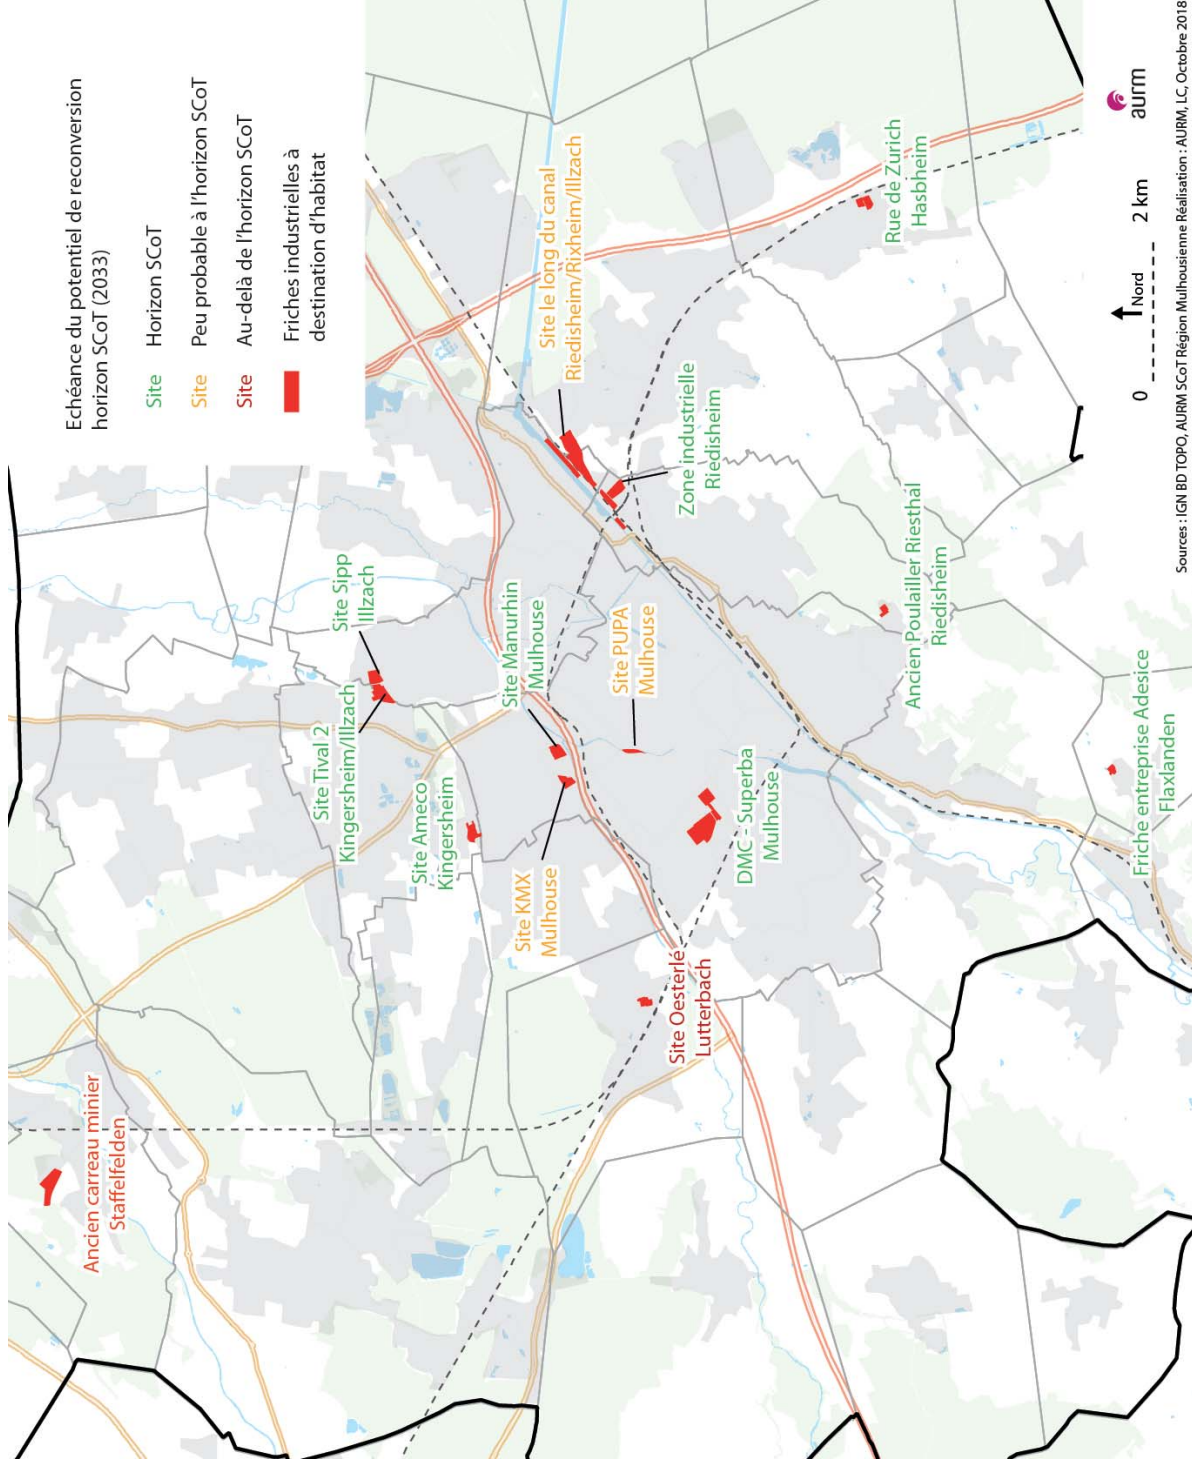 Echéance du potentiel de reconversion
horizon SCoT (2033)
Site Horizon SCoT
Site Peu probable à l'horizon SCoT
Site Au-delà de l'horizon SCoT
Friches industrielles à
destination d'habitat
Ancien carreau minier
Staffelfelden
Site Tival 2
Kingersheim/Illzach
Site Sipp
Illzach
Site Ameco
Kingersheim
Site Manurhin
Mulhouse
Site KMX
Mulhouse
Site PUPA
Mulhouse
Site le long du canal
Riedisheim/Rixheim/Illzach
Zone industrielle
Riedisheim
Site Oesterlé
Lutterbach
DMC - Superba
Mulhouse
Rue de Zurich
Hasbheim
Ancien Poulailler Riesthal
Riedisheim
Friche entreprise Adesice
Flaxlanden
Nord
0 2 km
aurm
Sources : IGN BD TOPO, AURM SCoT Région Mulhousienne Réalisation : AURM, LC, Octobre 2018